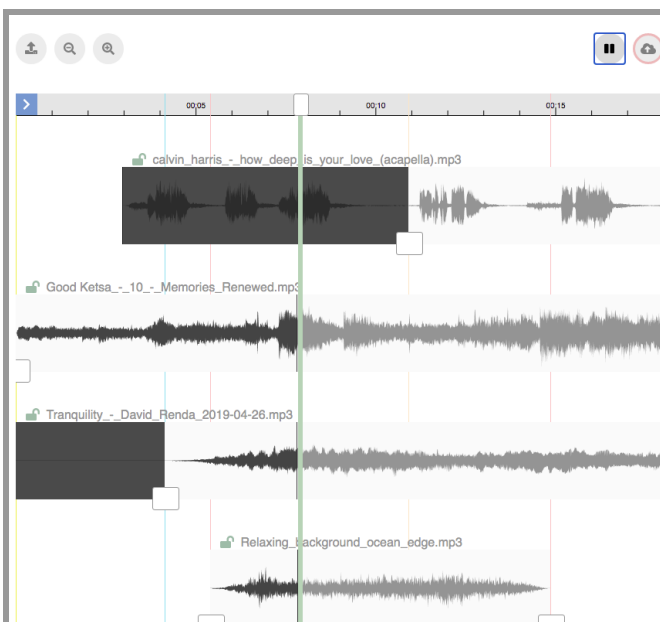 00:05 00:10 00:15
calvin_harris_-_how_deep_is_your_love_(acapella).mp3
Good Ketsa_-_10_-_Memories_Renewed.mp3
Tranquility_-_David_Renda_2019-04-26.mp3
Relaxing_background_ocean_edge.mp3